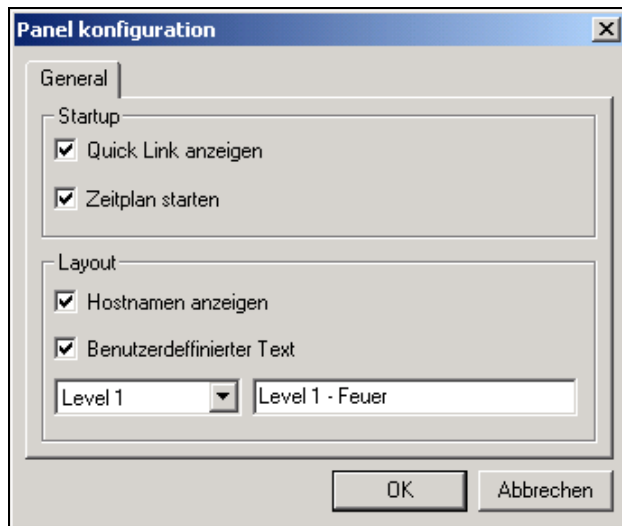 Panel konfiguration
General
Startup
Quick Link anzeigen
Zeitplan starten
Layout
Hostnamen anzeigen
Benutzerdeffinierter Text
Level 1 Level 1 - Feuer
OK Abbrechen